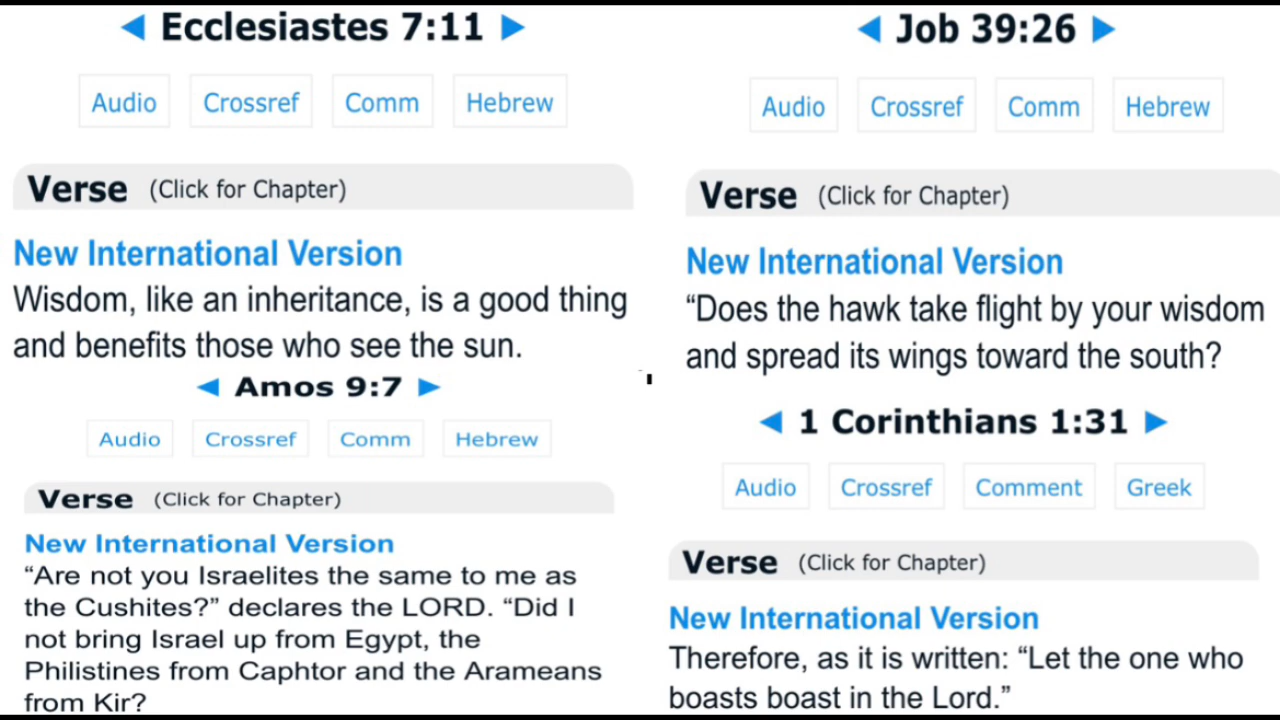 ◄ Ecclesiastes 7:11 ►
Audio Crossref Comm Hebrew
Verse (Click for Chapter)
New International Version
Wisdom, like an inheritance, is a good thing
and benefits those who see the sun.
◄ Amos 9:7 ►
Audio Crossref Comm Hebrew
Verse (Click for Chapter)
New International Version
“Are not you Israelites the same to me as
the Cushites?” declares the LORD. “Did I
not bring Israel up from Egypt, the
Philistines from Caphtor and the Arameans
from Kir?
◄ Job 39:26 ►
Audio Crossref Comm Hebrew
Verse (Click for Chapter)
New International Version
“Does the hawk take flight by your wisdom
and spread its wings toward the south?
◄ 1 Corinthians 1:31 ►
Audio Crossref Comment Greek
Verse (Click for Chapter)
New International Version
Therefore, as it is written: “Let the one who
boasts boast in the Lord.”